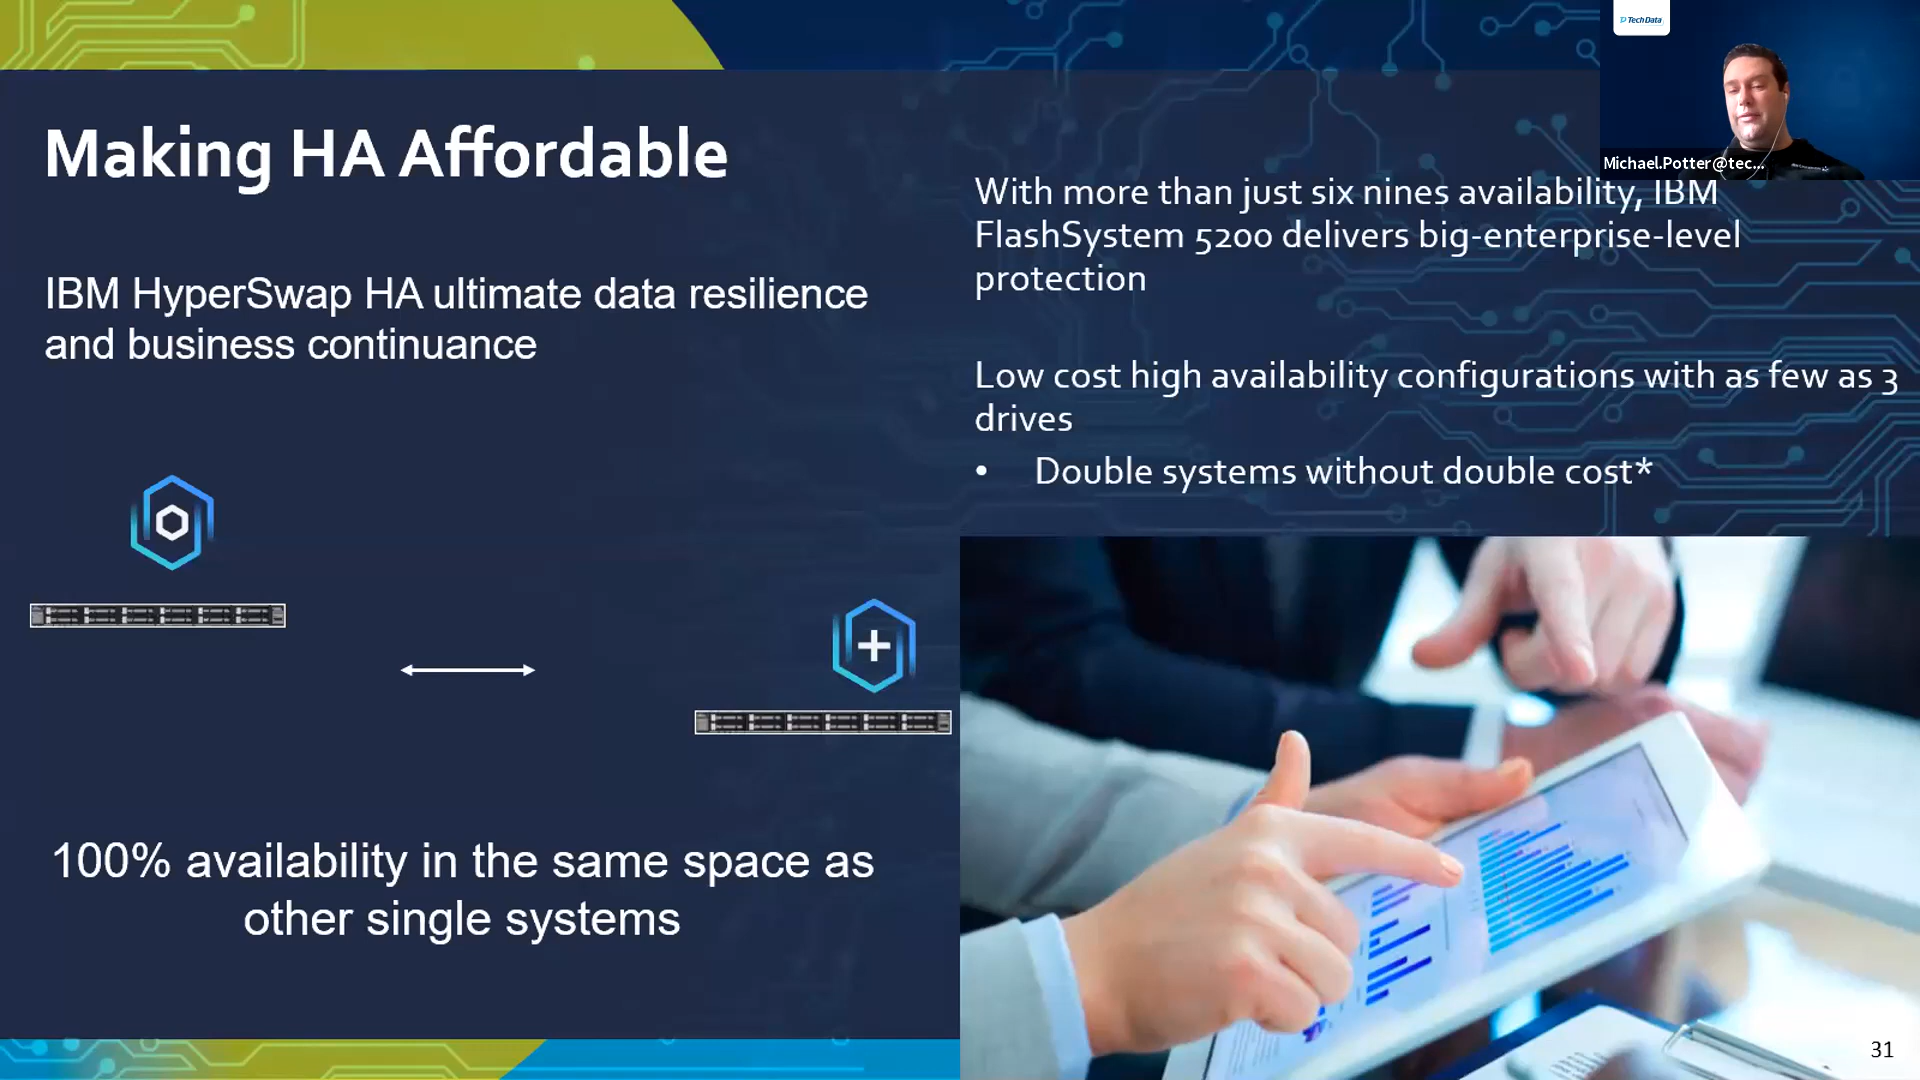 TechData
Michael.Potter@tec...
Making HA Affordable
IBM HyperSwap HA ultimate data resilience
and business continuance
100% availability in the same space as
other single systems
With more than just six nines availability, IBM
FlashSystem 5200 delivers big-enterprise-level
protection
Low cost high availability configurations with as few as 3
drives
• Double systems without double cost*
31